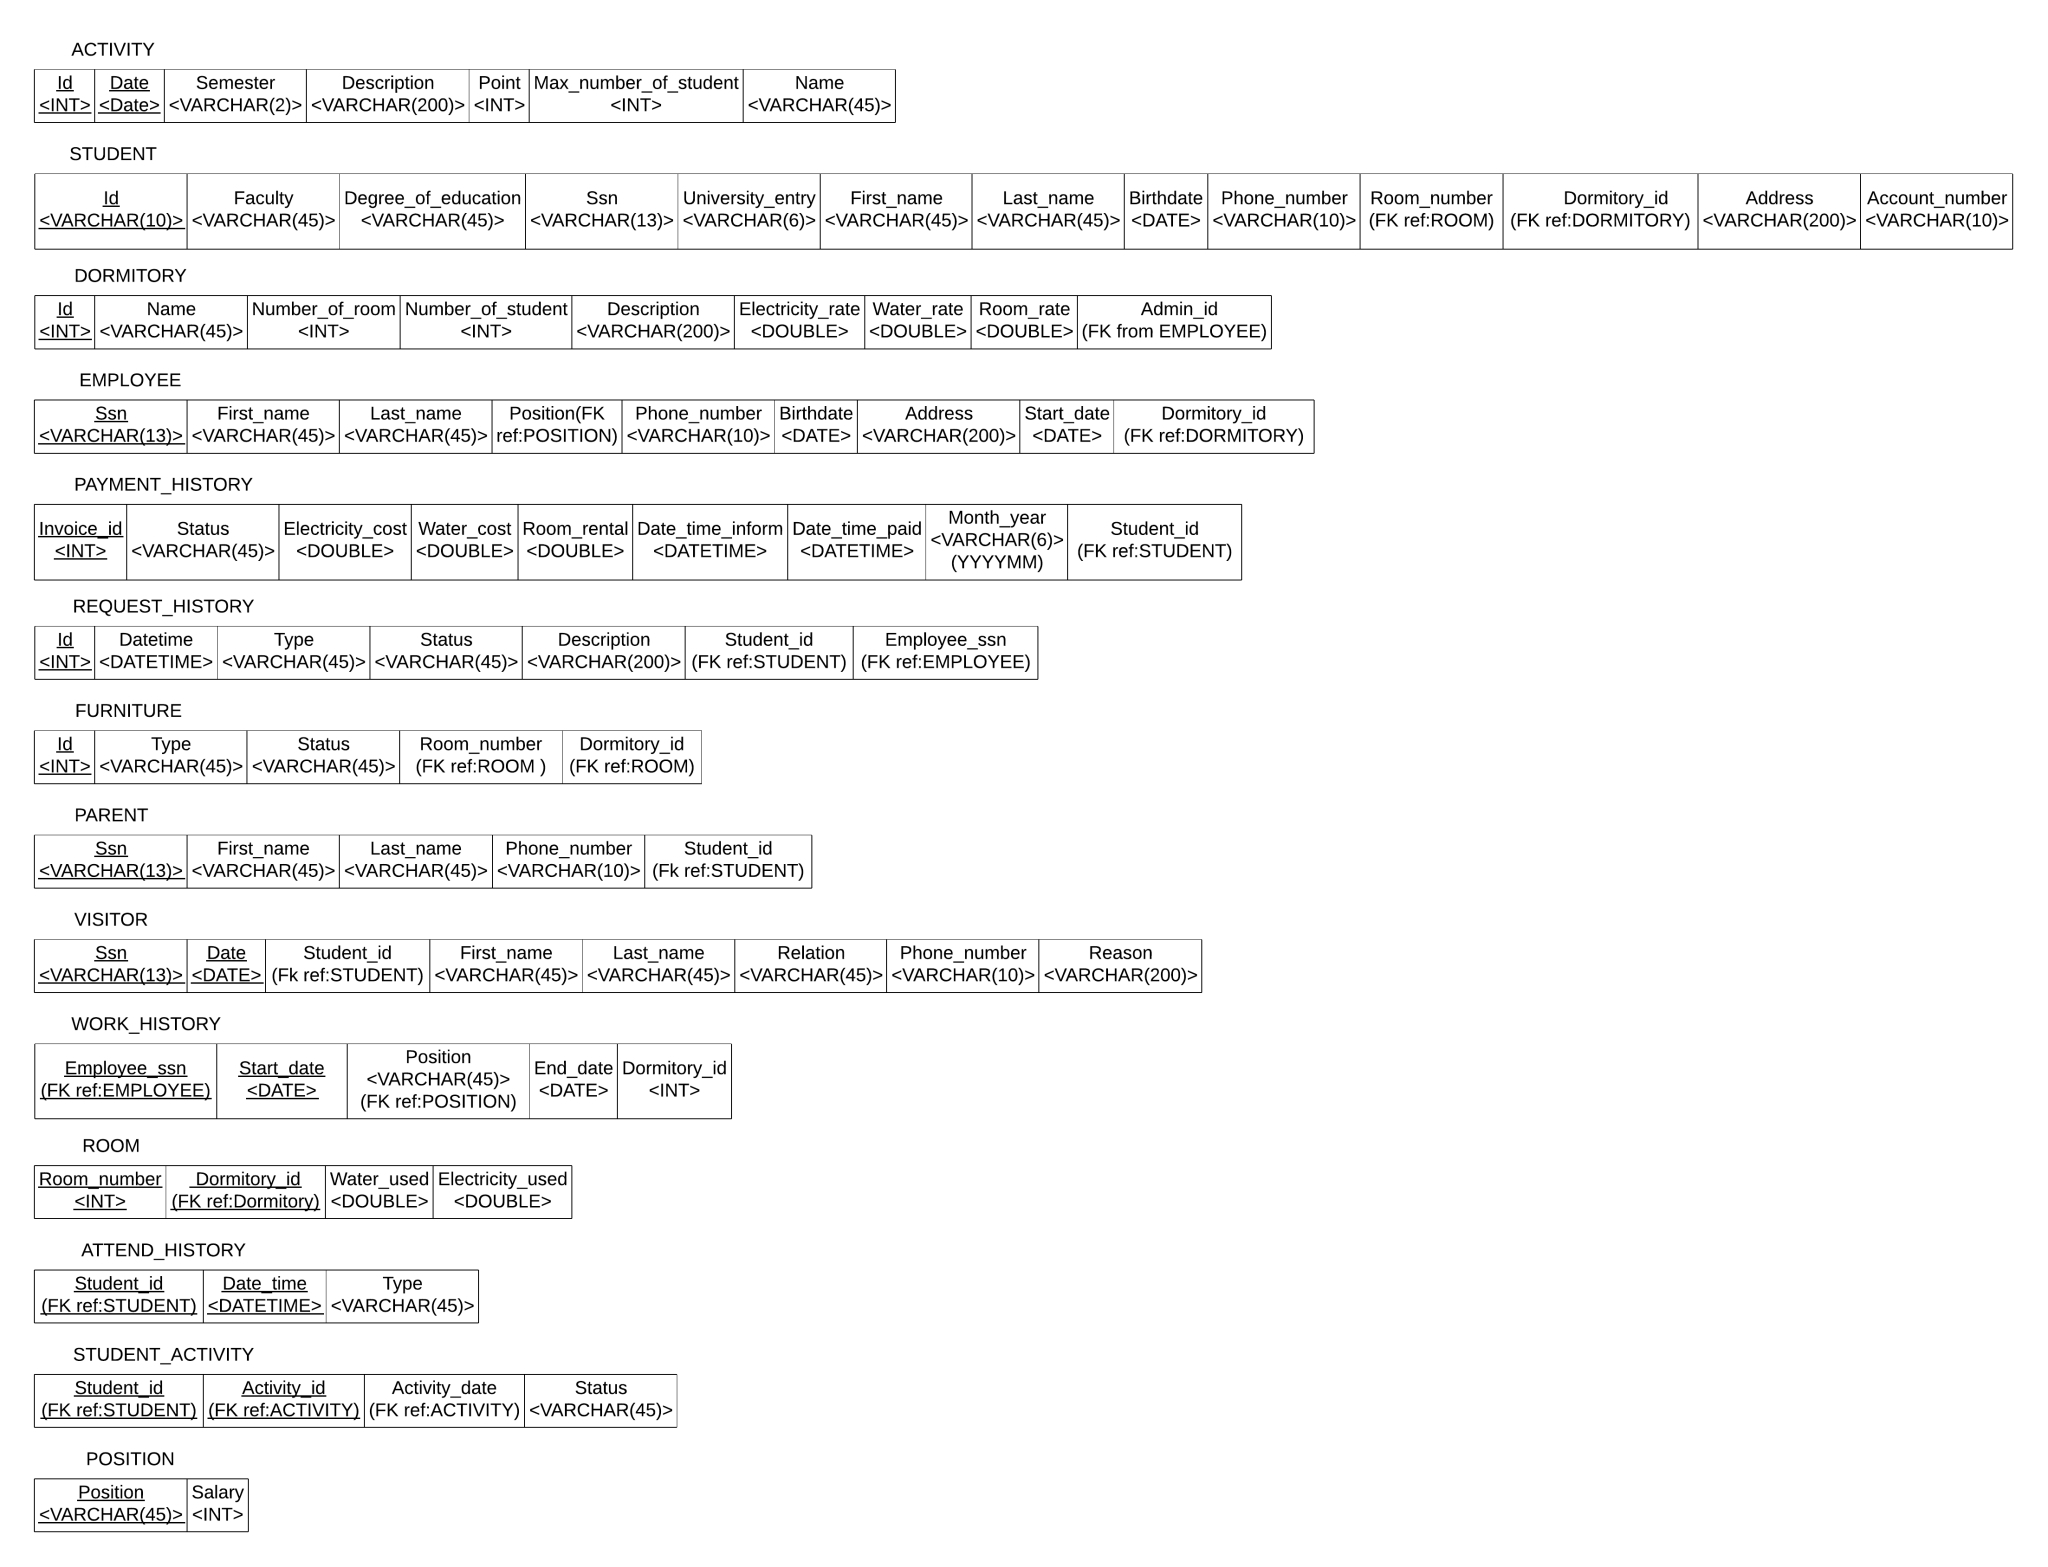 ACTIVITY
Id Date Semester Description Point Max_number_of_student Name
<INT> <Date> <VARCHAR(2)> <VARCHAR(200)> <INT> <INT> <VARCHAR(45)>
STUDENT
Id Faculty Degree_of_education Ssn University_entry First_name Last_name Birthdate Phone_number Room_number Dormitory_id Address Account_number
<VARCHAR(10)> <VARCHAR(45)> <VARCHAR(45)> <VARCHAR(13)> <VARCHAR(6)> <VARCHAR(45)> <VARCHAR(45)> <DATE> <VARCHAR(10)> (FK ref:ROOM) (FK ref:DORMITORY) <VARCHAR(200)> <VARCHAR(10)>
DORMITORY
Id Name Number_of_room Number_of_student Description Electricity_rate Water_rate Room_rate Admin_id
<INT> <VARCHAR(45)> <INT> <INT> <VARCHAR(200)> <DOUBLE> <DOUBLE> <DOUBLE> (FK from EMPLOYEE)
EMPLOYEE
Ssn First_name Last_name Position(FK Phone_number Birthdate Address Start_date Dormitory_id
<VARCHAR(13)> <VARCHAR(45)> <VARCHAR(45)> ref:POSITION) <VARCHAR(10)> <DATE> <VARCHAR(200)> <DATE> (FK ref:DORMITORY)
PAYMENT_HISTORY
Invoice_id Status Electricity_cost Water_cost Room_rental Date_time_inform Date_time_paid Month_year Student_id
<INT> <VARCHAR(45)> <DOUBLE> <DOUBLE> <DOUBLE> <DATETIME> <DATETIME> <VARCHAR(6)> (FK ref:STUDENT)
(YYYYMM)
REQUEST_HISTORY
Id Datetime Type Status Description Student_id Employee_ssn
<INT> <DATETIME> <VARCHAR(45)> <VARCHAR(45)> <VARCHAR(200)> (FK ref:STUDENT) (FK ref:EMPLOYEE)
FURNITURE
Id Type Status Room_number Dormitory_id
<INT> <VARCHAR(45)> <VARCHAR(45)> (FK ref:ROOM ) (FK ref:ROOM)
PARENT
Ssn First_name Last_name Phone_number Student_id
<VARCHAR(13)> <VARCHAR(45)> <VARCHAR(45)> <VARCHAR(10)> (Fk ref:STUDENT)
VISITOR
Ssn Date Student_id First_name Last_name Relation Phone_number Reason
<VARCHAR(13)> <DATE> (Fk ref:STUDENT) <VARCHAR(45)> <VARCHAR(45)> <VARCHAR(45)> <VARCHAR(10)> <VARCHAR(200)>
WORK_HISTORY
Employee_ssn Start_date Position End_date Dormitory_id
(FK ref:EMPLOYEE) <DATE> <VARCHAR(45)> <DATE> <INT>
(FK ref:POSITION)
ROOM
Room_number Dormitory_id Water_used Electricity_used
<INT> (FK ref:Dormitory) <DOUBLE> <DOUBLE>
ATTEND_HISTORY
Student_id Date_time Type
(FK ref:STUDENT) <DATETIME> <VARCHAR(45)>
STUDENT_ACTIVITY
Student_id Activity_id Activity_date Status
(FK ref:STUDENT) (FK ref:ACTIVITY) (FK ref:ACTIVITY) <VARCHAR(45)>
POSITION
Position Salary
<VARCHAR(45)> <INT>